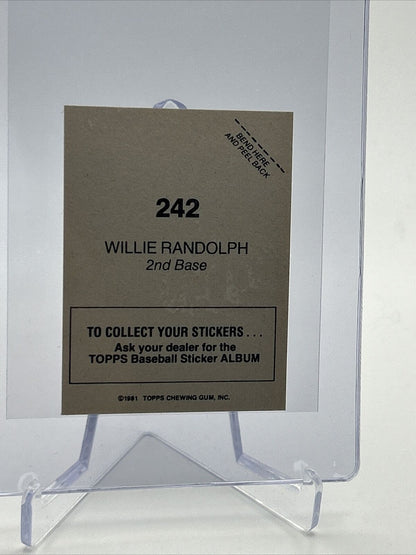 BEND HERE
AND PEEL BACK
242
WILLIE RANDOLPH
2nd Base
TO COLLECT YOUR STICKERS...
Ask your dealer for the
TOPPS Baseball Sticker ALBUM
©1981 TOPPS CHEWING GUM, INC.